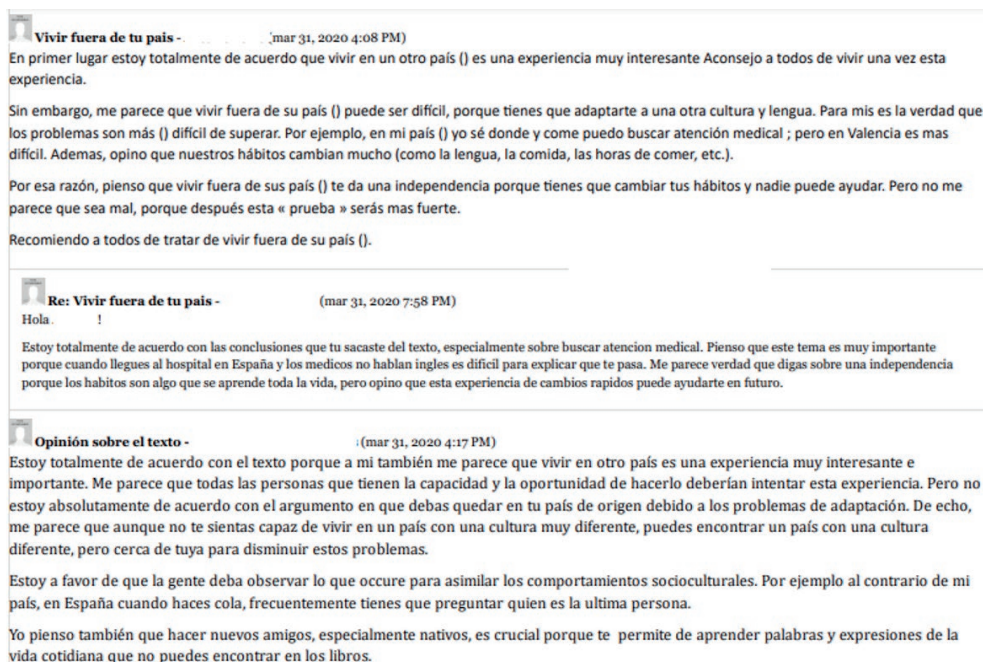 Vivir fuera de tu pais - (mar 31, 2020 4:08 PM)
En primer lugar estoy totalmente de acuerdo que vivir en un otro país () es una experiencia muy interesante Aconsejo a todos de vivir una vez esta
experiencia.
Sin embargo, me parece que vivir fuera de su país () puede ser difícil, porque tienes que adaptarte a una otra cultura y lengua. Para mis es la verdad que
los problemas son más () difícil de superar. Por ejemplo, en mi país () yo sé donde y come puedo buscar atención medical ; pero en Valencia es mas
difícil. Ademas, opino que nuestros hábitos cambian mucho (como la lengua, la comida, las horas de comer, etc.).
Por esa razón, pienso que vivir fuera de sus país () te da una independencia porque tienes que cambiar tus hábitos y nadie puede ayudar. Pero no me
parece que sea mal, porque después esta « prueba » serás mas fuerte.
Recomiendo a todos de tratar de vivir fuera de su país ().
Re: Vivir fuera de tu pais - (mar 31, 2020 7:58 PM)
Hola !
Estoy totalmente de acuerdo con las conclusiones que tu sacaste del texto, especialmente sobre buscar atencion medical. Pienso que este tema es muy importante
porque cuando llegues al hospital en España y los medicos no hablan ingles es dificil para explicar que te pasa. Me parece verdad que digas sobre una independencia
porque los habitos son algo que se aprende toda la vida, pero opino que esta experiencia de cambios rapidos puede ayudarte en futuro.
Opinión sobre el texto - (mar 31, 2020 4:17 PM)
Estoy totalmente de acuerdo con el texto porque a mi también me parece que vivir en otro país es una experiencia muy interesante e
importante. Me parece que todas las personas que tienen la capacidad y la oportunidad de hacerlo deberían intentar esta experiencia. Pero no
estoy absolutamente de acuerdo con el argumento en que debas quedar en tu país de origen debido a los problemas de adaptación. De echo,
me parece que aunque no te sientas capaz de vivir en un país con una cultura muy diferente, puedes encontrar un país con una cultura
diferente, pero cerca de tuya para disminuir estos problemas.
Estoy a favor de que la gente deba observar lo que occure para asimilar los comportamientos socioculturales. Por ejemplo al contrario de mi
país, en España cuando haces cola, frecuentemente tienes que preguntar quien es la ultima persona.
Yo pienso también que hacer nuevos amigos, especialmente nativos, es crucial porque te permite de aprender palabras y expresiones de la
vida cotidiana que no puedes encontrar en los libros.